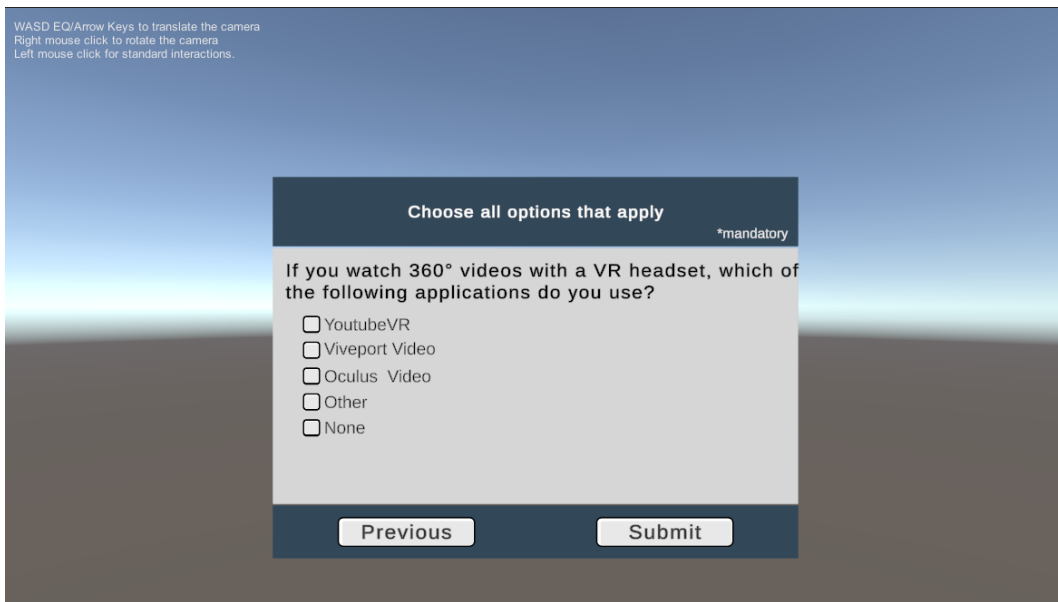 WASD EQ/Arrow Keys to translate the camera
Right mouse click to rotate the camera
Left mouse click for standard interactions.
Choose all options that apply
*mandatory
If you watch 360° videos with a VR headset, which of
the following applications do you use?
YoutubeVR
Viveport Video
Oculus  Video
Other
None
Previous
Submit